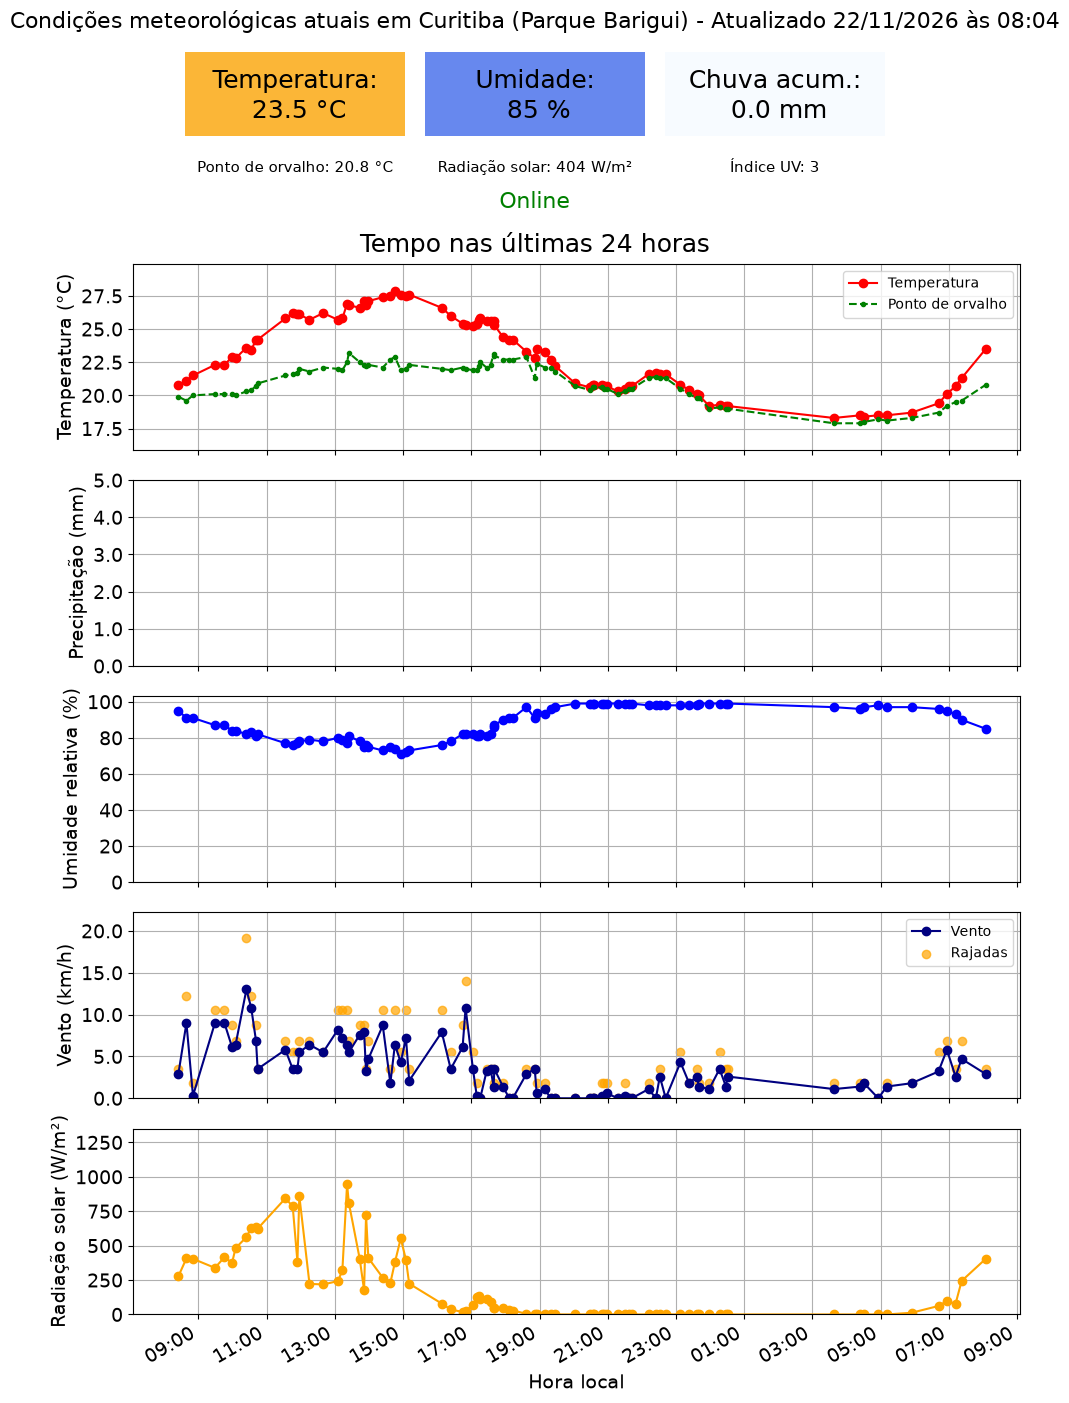 Condições meteorológicas atuais em Curitiba (Parque Barigui) - Atualizado 22/11/2026 às 08:04
Temperatura:
23.5 °C
Umidade:
85 %
Chuva acum.:
0.0 mm
Ponto de orvalho: 20.8 °C
Radiação solar: 404 W/m²
Índice UV: 3
Online
Tempo nas últimas 24 horas
Temperatura (°C)
27.5
25.0
22.5
20.0
17.5
Temperatura
Ponto de orvalho
Precipitação (mm)
5.0
4.0
3.0
2.0
1.0
0.0
Umidade relativa (%)
100
80
60
40
20
0
Vento (km/h)
20.0
15.0
10.0
5.0
0.0
Vento
Rajadas
Radiação solar (W/m²)
1250
1000
750
500
250
0
09:00
11:00
13:00
15:00
17:00
19:00
21:00
23:00
01:00
03:00
05:00
07:00
09:00
Hora local